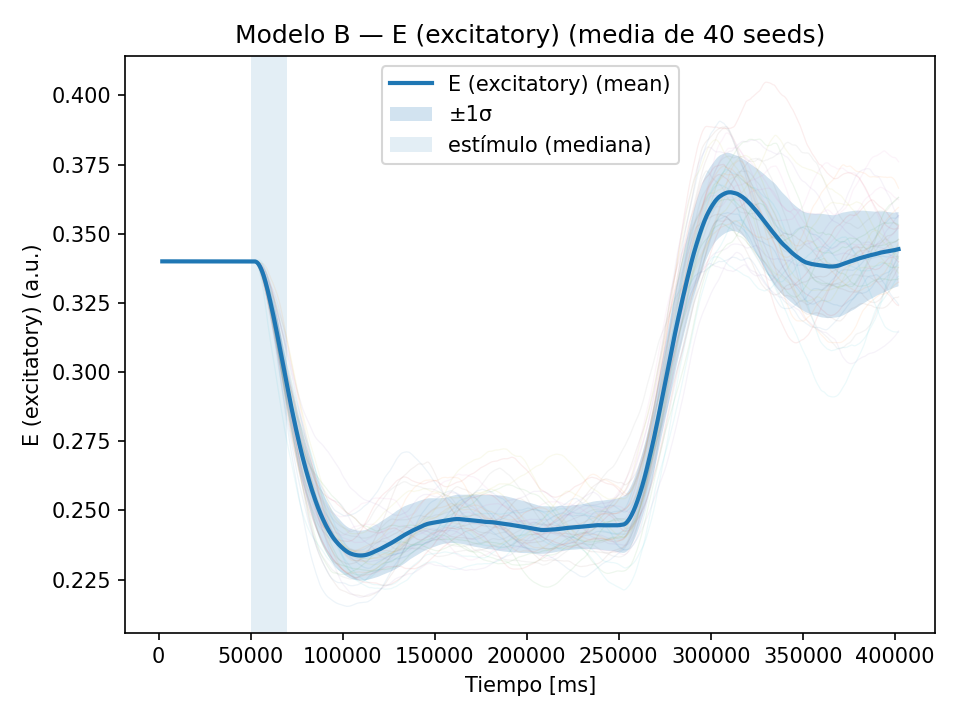 Modelo B — E (excitatory) (media de 40 seeds)
E (excitatory) (mean)
±1σ
estímulo (mediana)
E (excitatory) (a.u.)
0.400
0.375
0.350
0.325
0.300
0.275
0.250
0.225
0 50000 100000 150000 200000 250000 300000 350000 400000
Tiempo [ms]